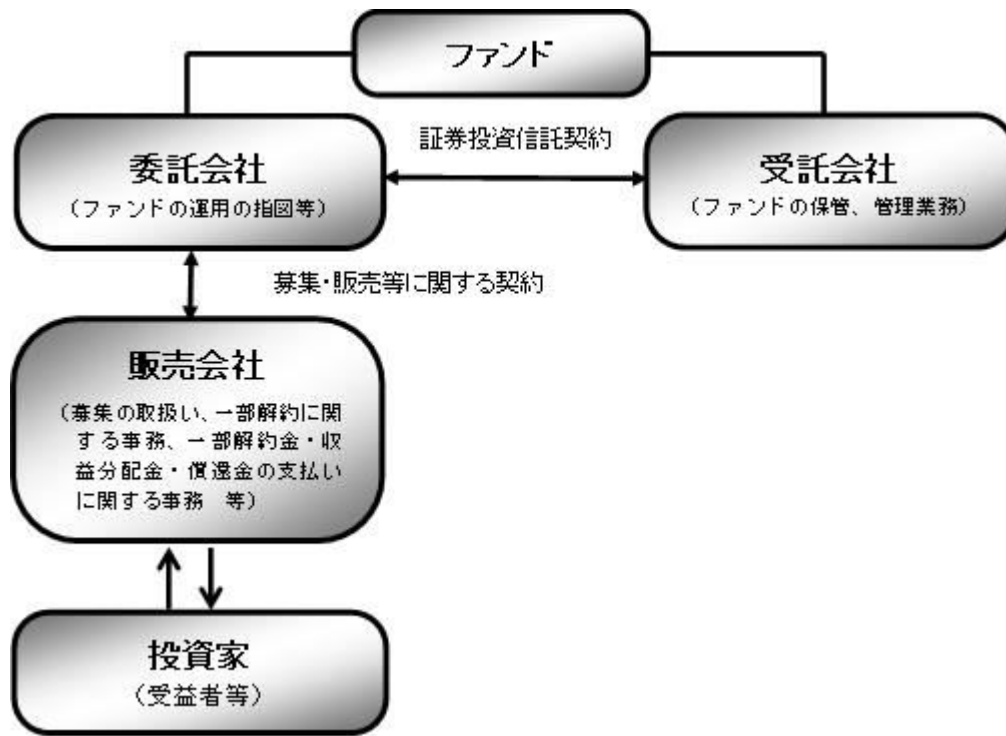 ファンド
証券投資信託契約
委託会社
(ファンドの運用の指図等)
受託会社
(ファンドの保管、管理業務)
募集・販売等に関する契約
販売会社
(募集の取扱い、一部解約に関
する事務、一部解約金・収
益分配金・償還金の支払い
に関する事務 等)
投資家
(受益者等)